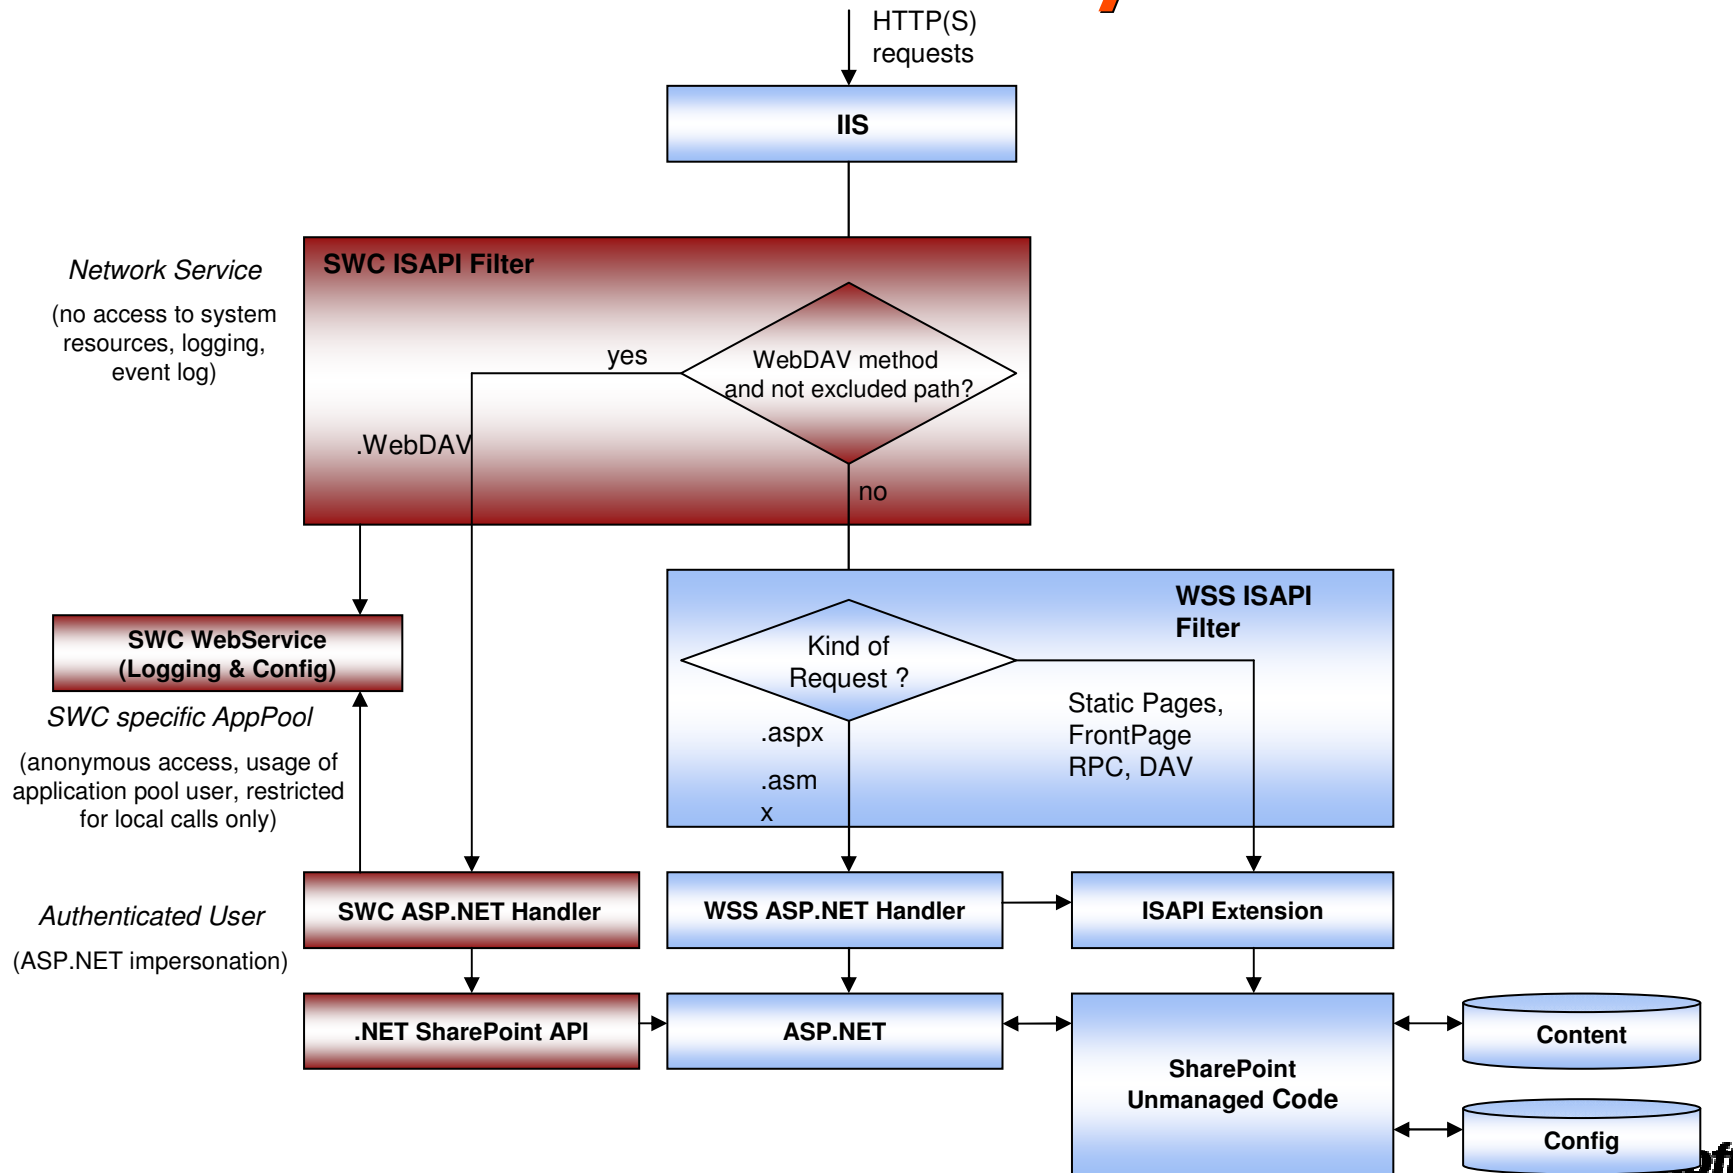 HTTP(S)
requests
IIS
SWC ISAPI Filter
Network Service
(no access to system
resources, logging,
event log)
yes
WebDAV method
and not excluded path?
.WebDAV
no
WSS ISAPI
Filter
SWC WebService
(Logging & Config)
Kind of
Request ?
SWC specific AppPool
(anonymous access, usage of
application pool user, restricted
for local calls only)
.aspx
.asm
x
Static Pages,
FrontPage
RPC, DAV
Authenticated User
(ASP.NET impersonation)
SWC ASP.NET Handler
WSS ASP.NET Handler
ISAPI Extension
.NET SharePoint API
ASP.NET
SharePoint
Unmanaged Code
Content
Config